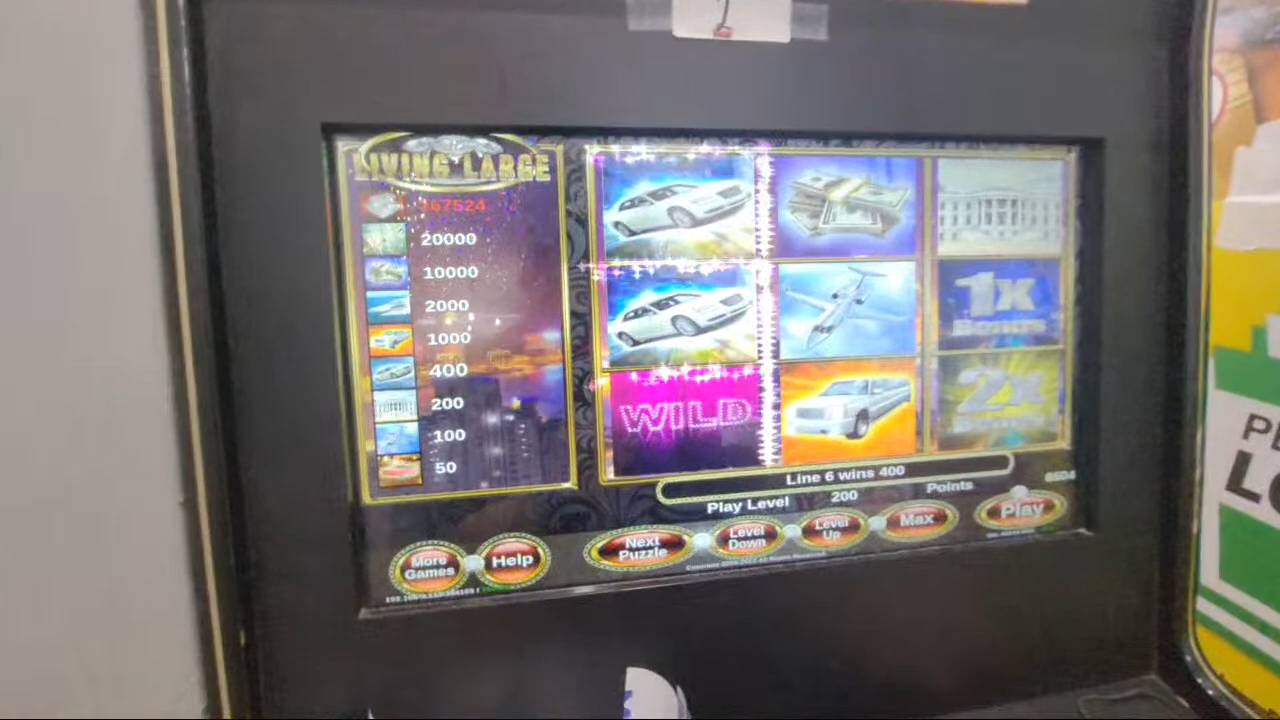 LIVING LARGE
167524
20000
10000
2000
1000
400
200
100
50
1x
Bonus
WILD
2x
Line 6 wins 400
Play Level
200
Points
6504
More
Games
Help
Next
Puzzle
Level
Down
Level
Up
Max
Play